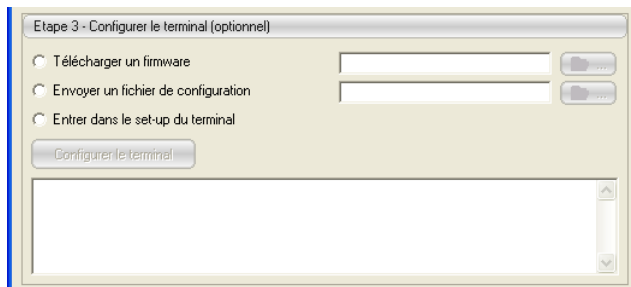 Etape 3 - Configurer le terminal (optionnel)
Télécharger un firmware
...
Envoyer un fichier de configuration
...
Entrer dans le set-up du terminal
Configurer le terminal